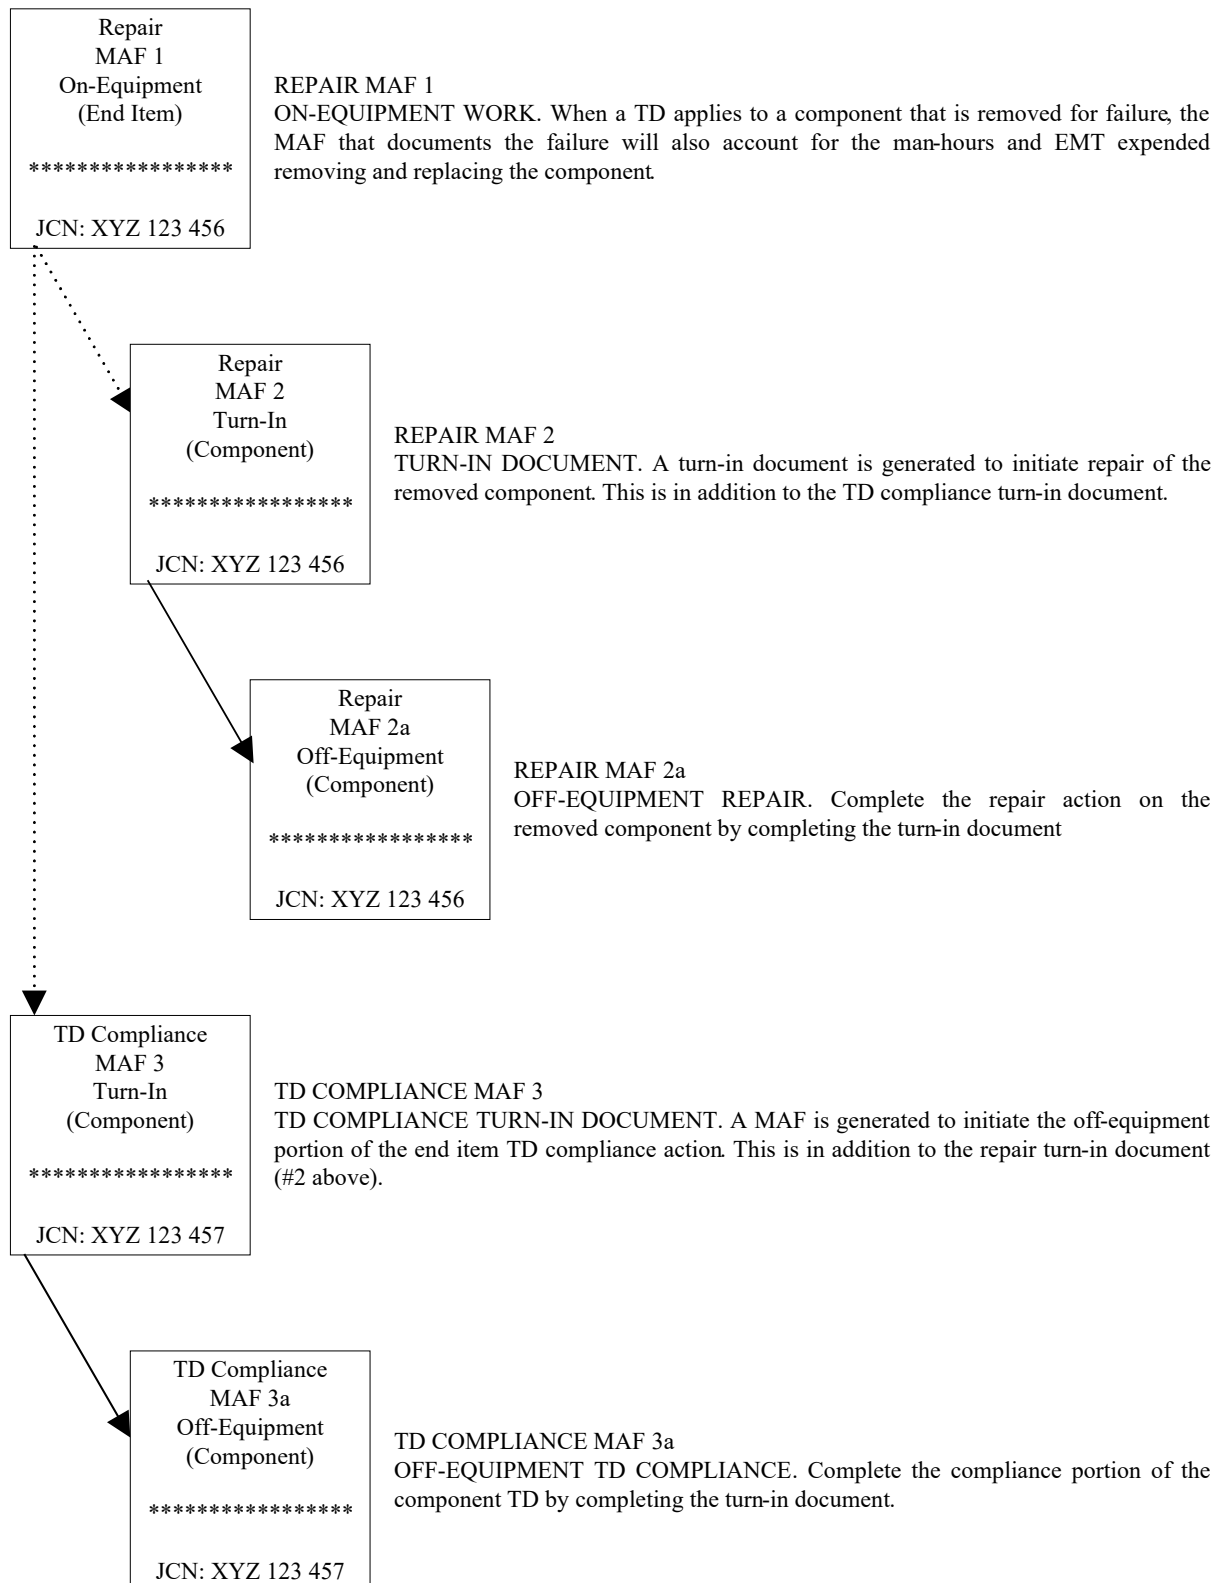 Repair
MAF 1
On-Equipment
(End Item)
*****************
JCN: XYZ 123 456
REPAIR MAF 1
ON-EQUIPMENT WORK. When a TD applies to a component that is removed for failure, the
MAF that documents the failure will also account for the man-hours and EMT expended
removing and replacing the component.
Repair
MAF 2
Turn-In
(Component)
*****************
JCN: XYZ 123 456
REPAIR MAF 2
TURN-IN DOCUMENT. A turn-in document is generated to initiate repair of the
removed component. This is in addition to the TD compliance turn-in document.
Repair
MAF 2a
Off-Equipment
(Component)
*****************
JCN: XYZ 123 456
REPAIR MAF 2a
OFF-EQUIPMENT REPAIR. Complete the repair action on the
removed component by completing the turn-in document
TD Compliance
MAF 3
Turn-In
(Component)
*****************
JCN: XYZ 123 457
TD COMPLIANCE MAF 3
TD COMPLIANCE TURN-IN DOCUMENT. A MAF is generated to initiate the off-equipment
portion of the end item TD compliance action. This is in addition to the repair turn-in document
(#2 above).
TD Compliance
MAF 3a
Off-Equipment
(Component)
*****************
JCN: XYZ 123 457
TD COMPLIANCE MAF 3a
OFF-EQUIPMENT TD COMPLIANCE. Complete the compliance portion of the
component TD by completing the turn-in document.